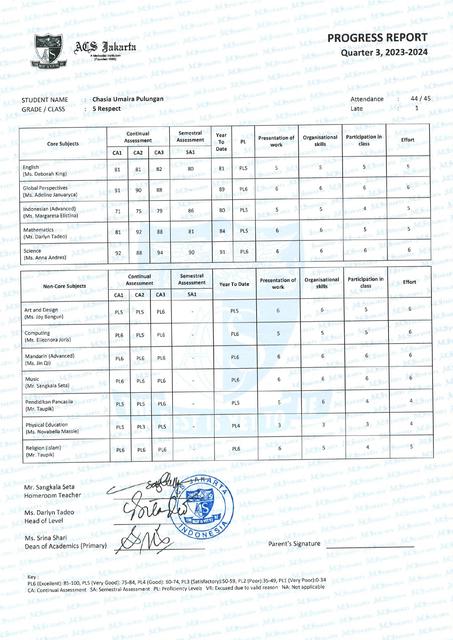 ACS Jakarta
PROGRESS REPORT
Quarter 3, 2023-2024
STUDENT NAME : Chasia Umaira Pulungan
Attendance : 44 / 45
GRADE / CLASS : 5 Respect
Late : 1
Core Subjects Continual Assessment Semestral Assessment Year To Date PL Presentation of work Organisational skills Participation in class Effort
CA1 CA2 CA3 SA1
English 81 81 82 80 81 PL5 5 5 5 5
(Ms. Deborah King)
Global Perspectives 91 90 88 89 PL6 6 6 6 6
(Ms. Adeline Januaryca)
Indonesian (Advanced) 71 75 79 86 80 PL5 5 5 4 5
(Ms. Margarena Elistina)
Mathematics 81 92 88 81 84 PL5 6 6 5 5
(Ms. Darlyn Tadeo)
Science 92 88 94 90 91 PL6 6 6 6 6
(Ms. Anna Andres)
Non-Core Subjects Continual Assessment Semestral Assessment Year To Date Presentation of work Organisational skills Participation in class Effort
CA1 CA2 CA3 SA1
Art and Design PL5 PL5 PL6 - PL5 6 6 5 6
(Ms. Joy Bangun)
Computing PL6 PL5 PL6 - PL6 5 5 5 6
(Mr. Elleonora Joris)
Mandarin (Advanced) PL6 PL6 PL6 - PL6 6 6 6 6
(Ms. Jin Qi)
Music PL6 PL6 PL6 - PL6 6 6 6 6
(Mr. Sangkala Seta)
Pendidikan Pancasila PL5 PL5 PL6 - PL5 5 6 4 4
(Mr. Taupik)
Physical Education PL5 PL3 PL5 - PL4 3 3 3 4
(Ms. Novabella Massie)
Religion (Islam) PL6 PL6 PL6 - PL6 6 5 4 5
(Mr. Taupik)
Mr. Sangkala Seta
Homeroom Teacher
Ms. Darlyn Tadeo
Head of Level
Ms. Srina Shari
Dean of Academics (Primary)
ACS JAKARTA
INDONESIA
Parent's Signature
Key :
PL6 (Excellent): 85-100, PL5 (Very Good): 75-84, PL4 (Good): 60-74, PL3 (Satisfactory):50-59, PL2 (Poor):35-49, PL1 (Very Poor):0-34
CA: Continual Assessment SA: Semestral Assessment PL: Proficiency Levels VR: Excused due to valid reason NA: Not applicable